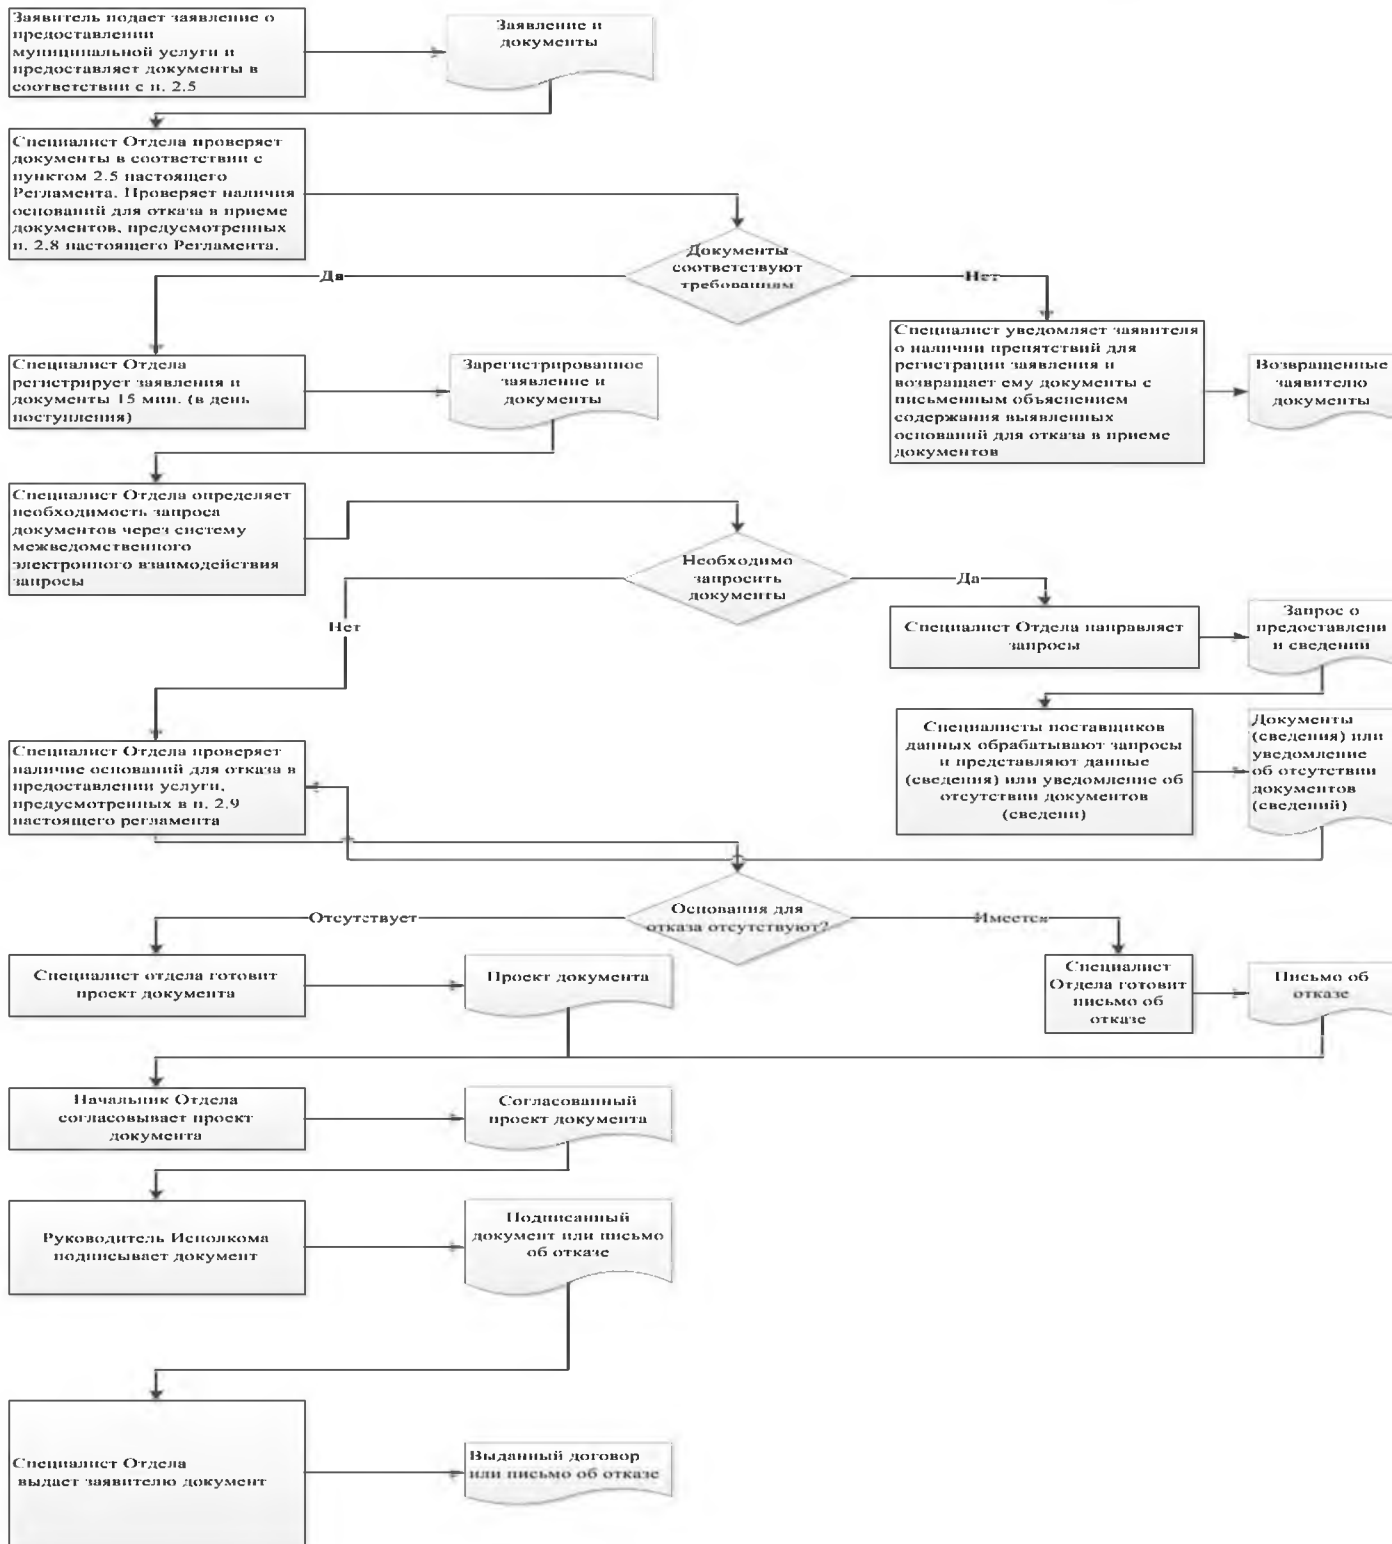 Заявитель подает заявление о
предоставлении
муниципальной услуги и
предоставляет документы в
соответствии с п. 2.5
Заявление и
документы
Специалист Отдела проверяет
документы в соответствии с
пунктом 2.5 настоящего
Регламента. Проверяет наличия
оснований для отказа в приеме
документов, предусмотренных
п. 2.8 настоящего Регламента.
Документы
соответствуют
требованиям
Да
Нет
Специалист Отдела
регистрирует заявления и
документы 15 мин. (в день
поступления)
Зарегистрированное
заявление и
документы
Специалист уведомляет заявителя
о наличии препятствий для
регистрации заявления и
возвращает ему документы с
письменным объяснением
содержания выявленных
оснований для отказа в приеме
документов
Возвращенные
заявителю
документы
Специалист Отдела определяет
необходимость запроса
документов через систему
межведомственного
электронного взаимодействия
запросы
Необходимо
запросить
документы
Нет
Да
Специалист Отдела направляет
запросы
Запрос о
предоставлени
и сведений
Специалисты поставщиков
данных обрабатывают запросы
и представляют данные
(сведения) или уведомление об
отсутствии документов
(сведени)
Документы
(сведения) или
уведомление
об отсутствии
документов
(сведений)
Специалист Отдела проверяет
наличие оснований для отказа в
предоставлении услуги,
предусмотренных в п. 2.9
настоящего регламента
Основания для
отказа отсутствуют?
Отсутствует
Имеется
Специалист отдела готовит
проект документа
Проект документа
Специалист
Отдела готовит
письмо об
отказе
Письмо об
отказе
Начальник Отдела
согласовывает проект
документа
Согласованный
проект документа
Руководитель Исполкома
подписывает документ
Подписанный
документ или письмо
об отказе
Специалист Отдела
выдает заявителю документ
Выданный договор
или письмо об отказе